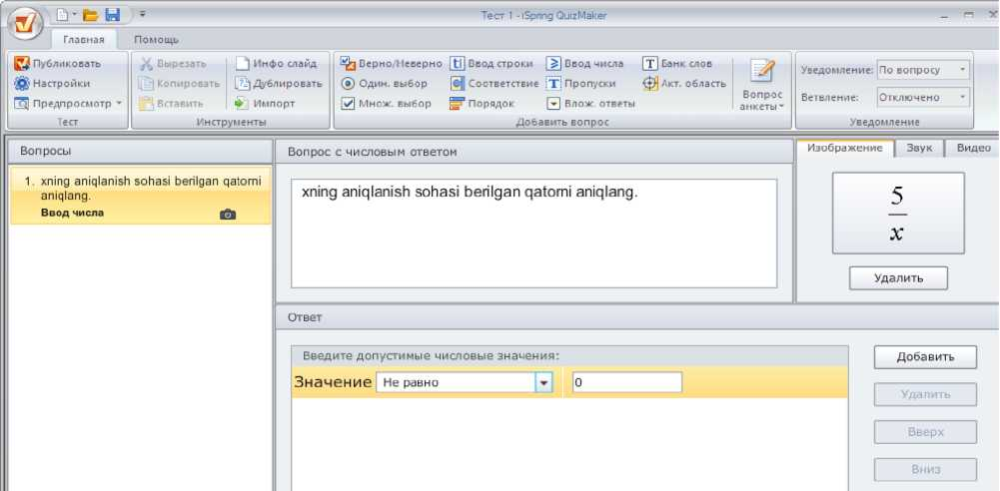 Тест 1 - iSpring QuizMaker
Главная Помощь
Публиковать Вырезать Инфо слайд Верно/Неверно Ввод строки Ввод числа Банк слов Уведомление: По вопросу
Настройки Копировать Дублировать Один. выбор Соответствие Пропуски Акт. область
Предпросмотр Вставить Импорт Множ. выбор Порядок Влож. ответы Вопрос анкеты Ветвление: Отключено
Тест Инструменты Добавить вопрос Уведомление
Вопросы Вопрос с числовым ответом Изображение Звук Видео
1. xning aniqlanish sohasi berilgan qatorni
aniqlang.
Ввод числа
xning aniqlanish sohasi berilgan qatorni aniqlang.
5
x
Удалить
Ответ
Введите допустимые числовые значения:
Значение Не равно 0
Добавить
Удалить
Вверх
Вниз